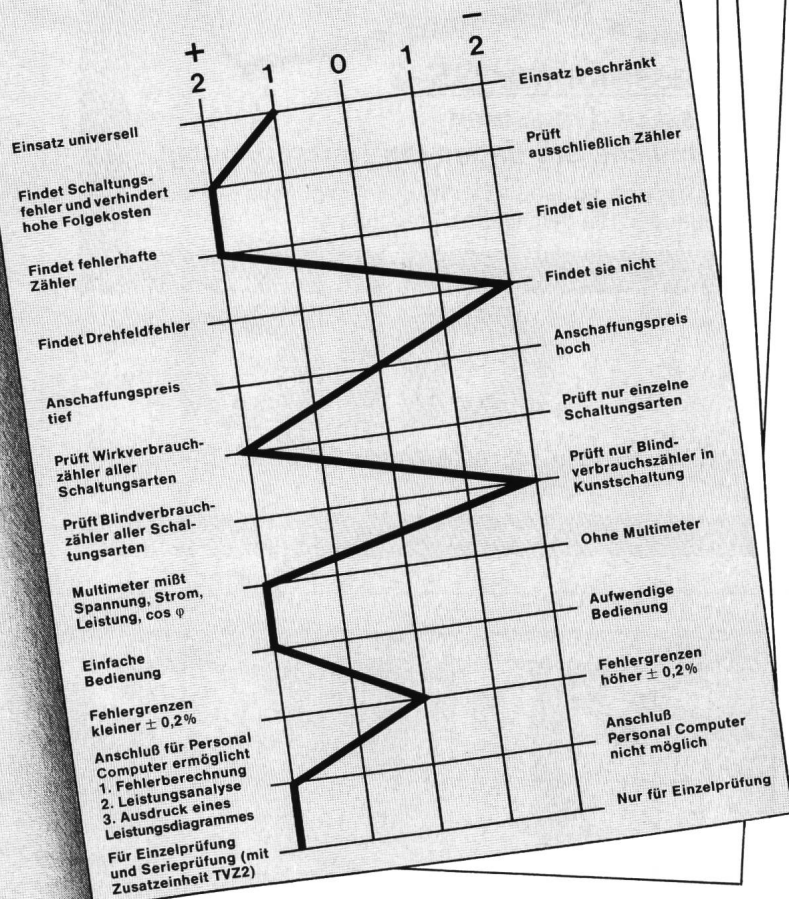 + −
2 1 0 1 2
Einsatz universell
Einsatz beschränkt
Findet Schaltungs-
fehler und verhindert
hohe Folgekosten
Prüft
ausschließlich Zähler
Findet fehlerhafte
Zähler
Findet sie nicht
Findet Drehfeldfehler
Findet sie nicht
Anschaffungspreis
tief
Anschaffungspreis
hoch
Prüft Wirkverbrauch-
zähler aller
Schaltungsarten
Prüft nur einzelne
Schaltungsarten
Prüft Blindverbrauch-
zähler aller Schal-
tungsarten
Prüft nur Blind-
verbrauchszähler in
Kunstschaltung
Multimeter mißt
Spannung, Strom,
Leistung, cos φ
Ohne Multimeter
Einfache
Bedienung
Aufwendige
Bedienung
Fehlergrenzen
kleiner ± 0,2%
Fehlergrenzen
höher ± 0,2%
Anschluß für Personal
Computer ermöglicht
1. Fehlerberechnung
2. Leistungsanalyse
3. Ausdruck eines
Leistungsdiagrammes
Anschluß
Personal Computer
nicht möglich
Für Einzelprüfung
und Serieprüfung (mit
Zusatzeinheit TVZ2)
Nur für Einzelprüfung